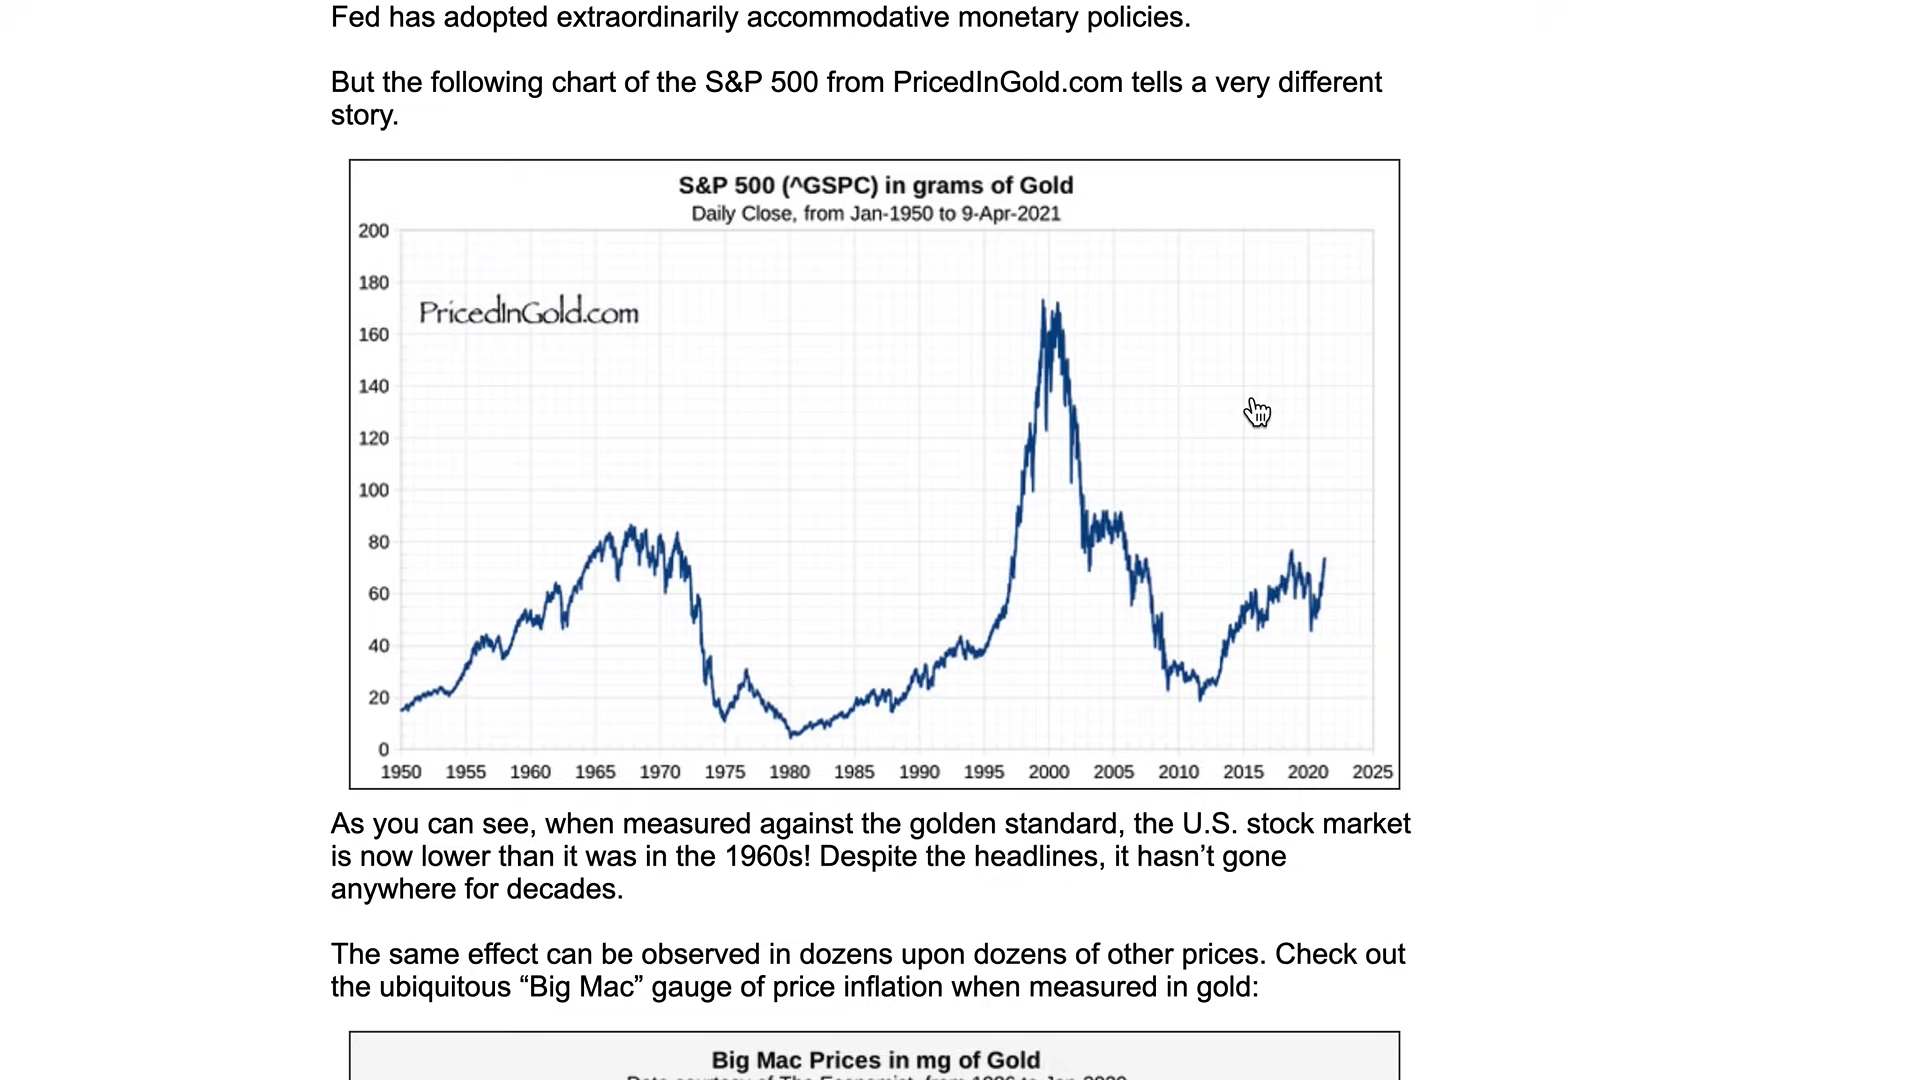 Fed has adopted extraordinarily accommodative monetary policies.
But the following chart of the S&P 500 from PricedInGold.com tells a very different
story.
S&P 500 (^GSPC) in grams of Gold
Daily Close, from Jan-1950 to 9-Apr-2021
PricedInGold.com
200
180
160
140
120
100
80
60
40
20
0
1950 1955 1960 1965 1970 1975 1980 1985 1990 1995 2000 2005 2010 2015 2020 2025
As you can see, when measured against the golden standard, the U.S. stock market
is now lower than it was in the 1960s! Despite the headlines, it hasn’t gone
anywhere for decades.
The same effect can be observed in dozens upon dozens of other prices. Check out
the ubiquitous “Big Mac” gauge of price inflation when measured in gold:
Big Mac Prices in mg of Gold